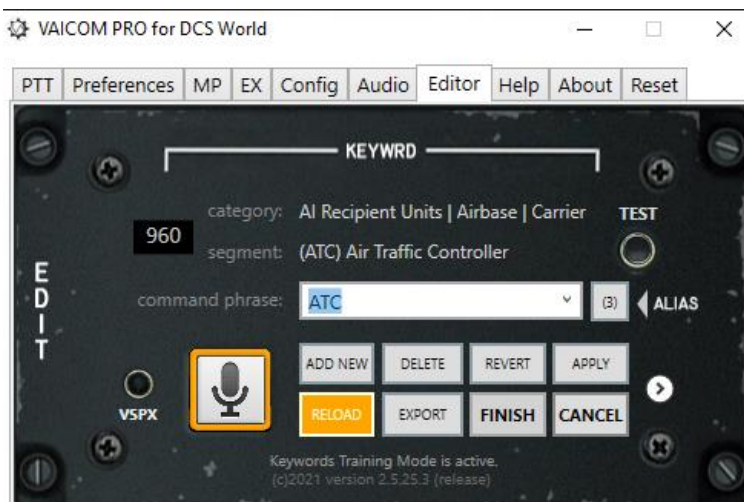 VAICOM PRO for DCS World
PTT Preferences MP EX Config Audio Editor Help About Reset
KEYWRD
category: AI Recipient Units | Airbase | Carrier TEST
960
segment: (ATC) Air Traffic Controller
EDIT
command phrase: ATC (3) ALIAS
ADD NEW DELETE REVERT APPLY
VSPX
RELOAD EXPORT FINISH CANCEL
Keywords Training Mode is active.
(c)2021 version 2.5.25.3 (release)